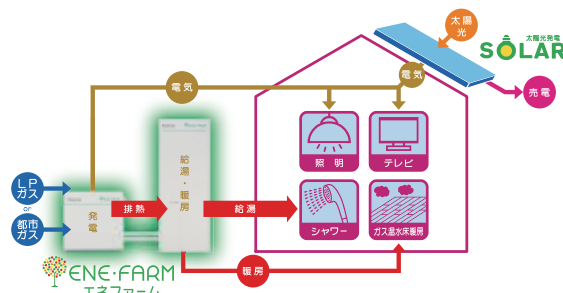 太陽
光
太陽光発電
SOLAR
電気
電気
売電
照明
テレビ
給湯・暖房
LP
ガス
or
都市
ガス
発電
排熱
給湯
シャワー
ガス温水床暖房
暖房
ENE・FARM
エネファーム